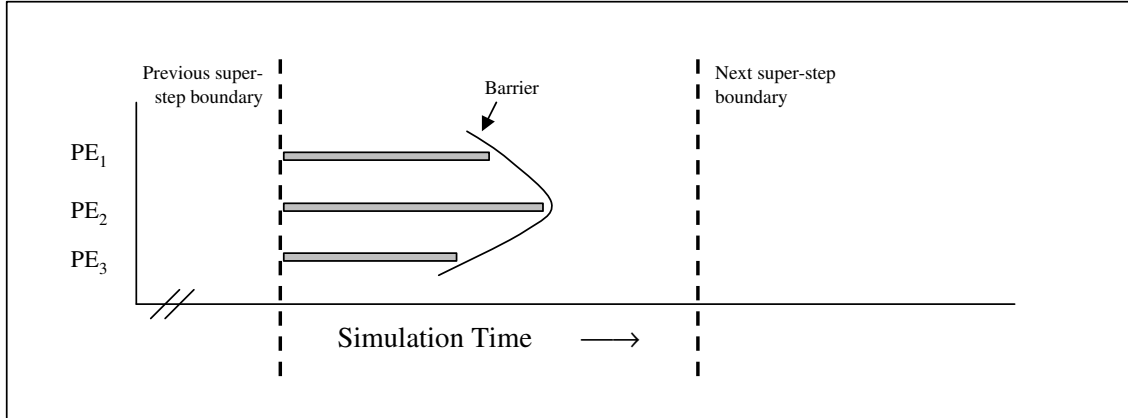 Previous super-
step boundary
Next super-step
boundary
Barrier
PE1
PE2
PE3
Simulation Time